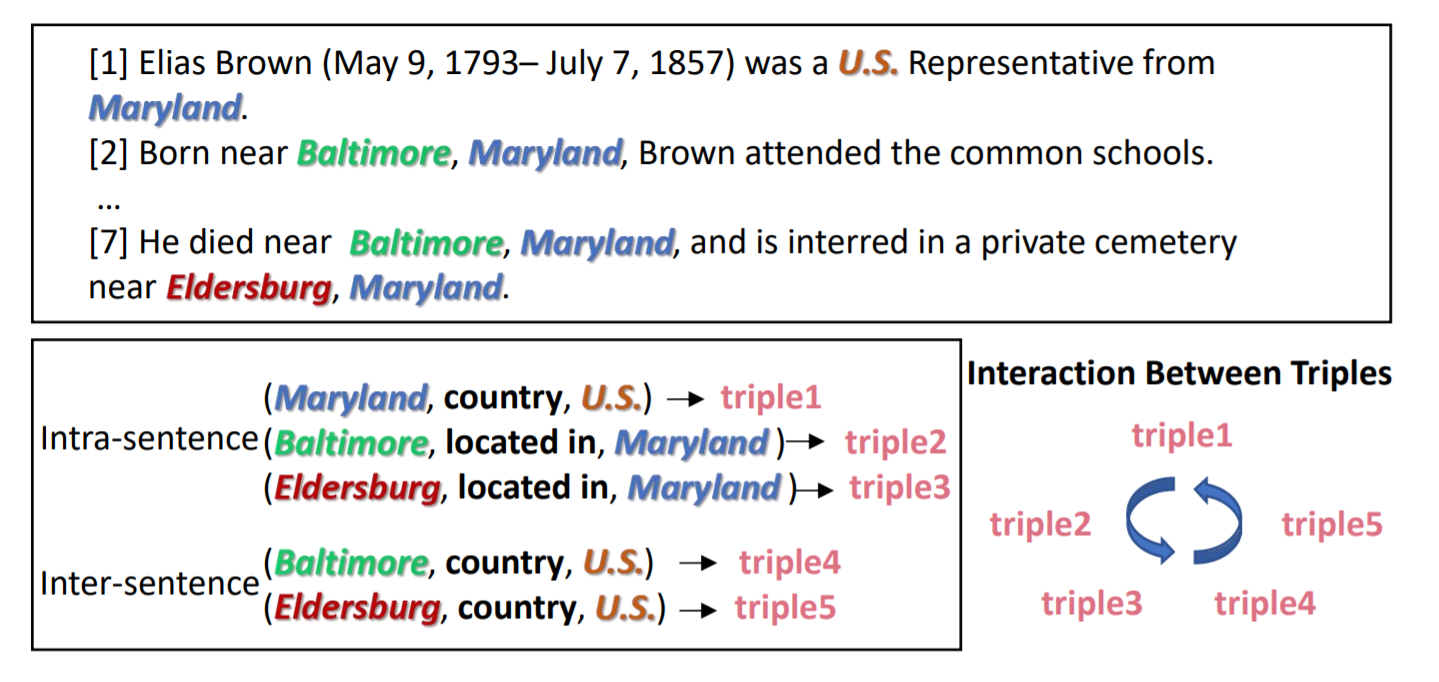 [1] Elias Brown (May 9, 1793– July 7, 1857) was a U.S. Representative from
Maryland.
[2] Born near Baltimore, Maryland, Brown attended the common schools.
...
[7] He died near Baltimore, Maryland, and is interred in a private cemetery
near Eldersburg, Maryland.
Intra-sentence
(Maryland, country, U.S.) → triple1
(Baltimore, located in, Maryland )→ triple2
(Eldersburg, located in, Maryland )→ triple3
Inter-sentence
(Baltimore, country, U.S.) → triple4
(Eldersburg, country, U.S.) → triple5
Interaction Between Triples
triple1
triple2
triple5
triple3
triple4